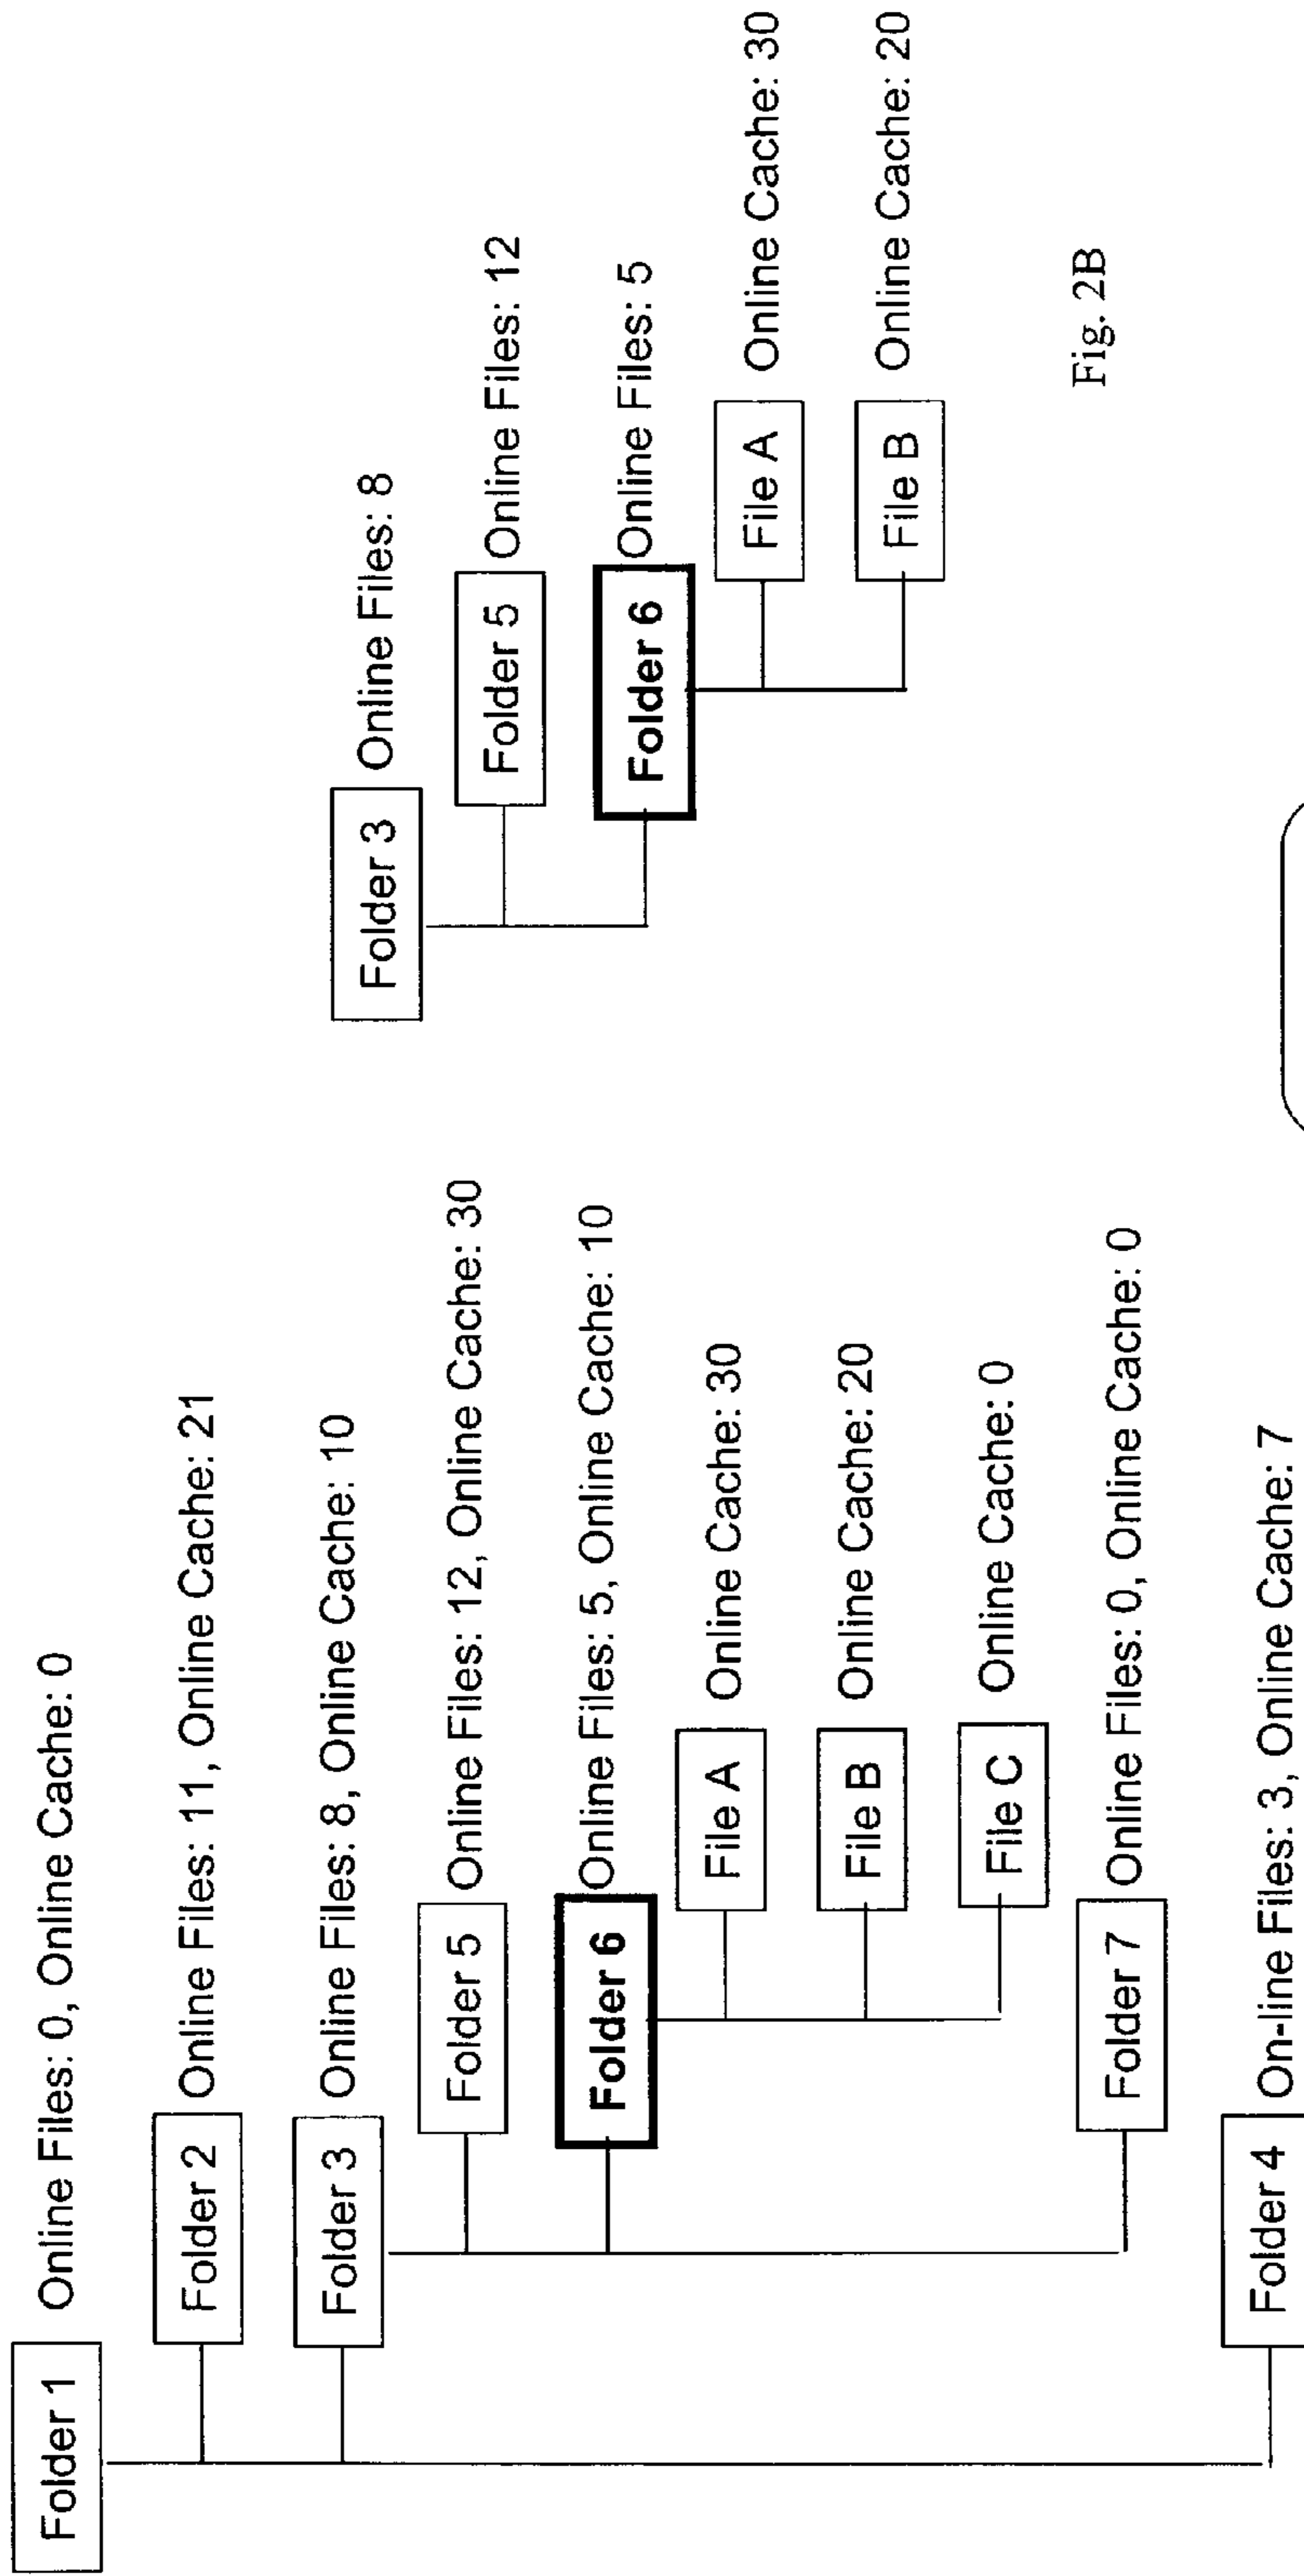 Folder 1 Online Files: 0, Online Cache: 0
Folder 2 Online Files: 11, Online Cache: 21
Folder 3 Online Files: 8, Online Cache: 10
Folder 5 Online Files: 12, Online Cache: 30
Folder 6 Online Files: 5, Online Cache: 10
File A Online Cache: 30
File B Online Cache: 20
File C Online Cache: 0
Folder 7 Online Files: 0, Online Cache: 0
Folder 4 On-line Files: 3, Online Cache: 7
Folder 3 Online Files: 8
Folder 5 Online Files: 12
Folder 6 Online Files: 5
File A Online Cache: 30
File B Online Cache: 20
Fig. 2B